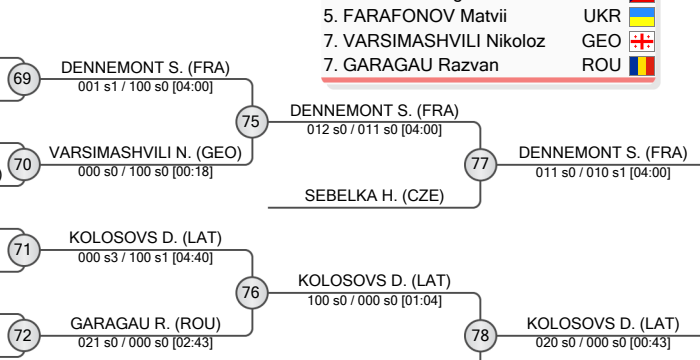 5. FARAFONOV Matvii UKR
7. VARSIMASHVILI Nikoloz GEO
7. GARAGAU Razvan ROU
69
DENNEMONT S. (FRA)
001 s1 / 100 s0 [04:00]
75
DENNEMONT S. (FRA)
012 s0 / 011 s0 [04:00]
70
VARSIMASHVILI N. (GEO)
000 s0 / 100 s0 [00:18]
77
DENNEMONT S. (FRA)
011 s0 / 010 s1 [04:00]
SEBELKA H. (CZE)
71
KOLOSOVS D. (LAT)
000 s3 / 100 s1 [04:40]
76
KOLOSOVS D. (LAT)
100 s0 / 000 s0 [01:04]
72
GARAGAU R. (ROU)
021 s0 / 000 s0 [02:43]
78
KOLOSOVS D. (LAT)
020 s0 / 000 s0 [00:43]